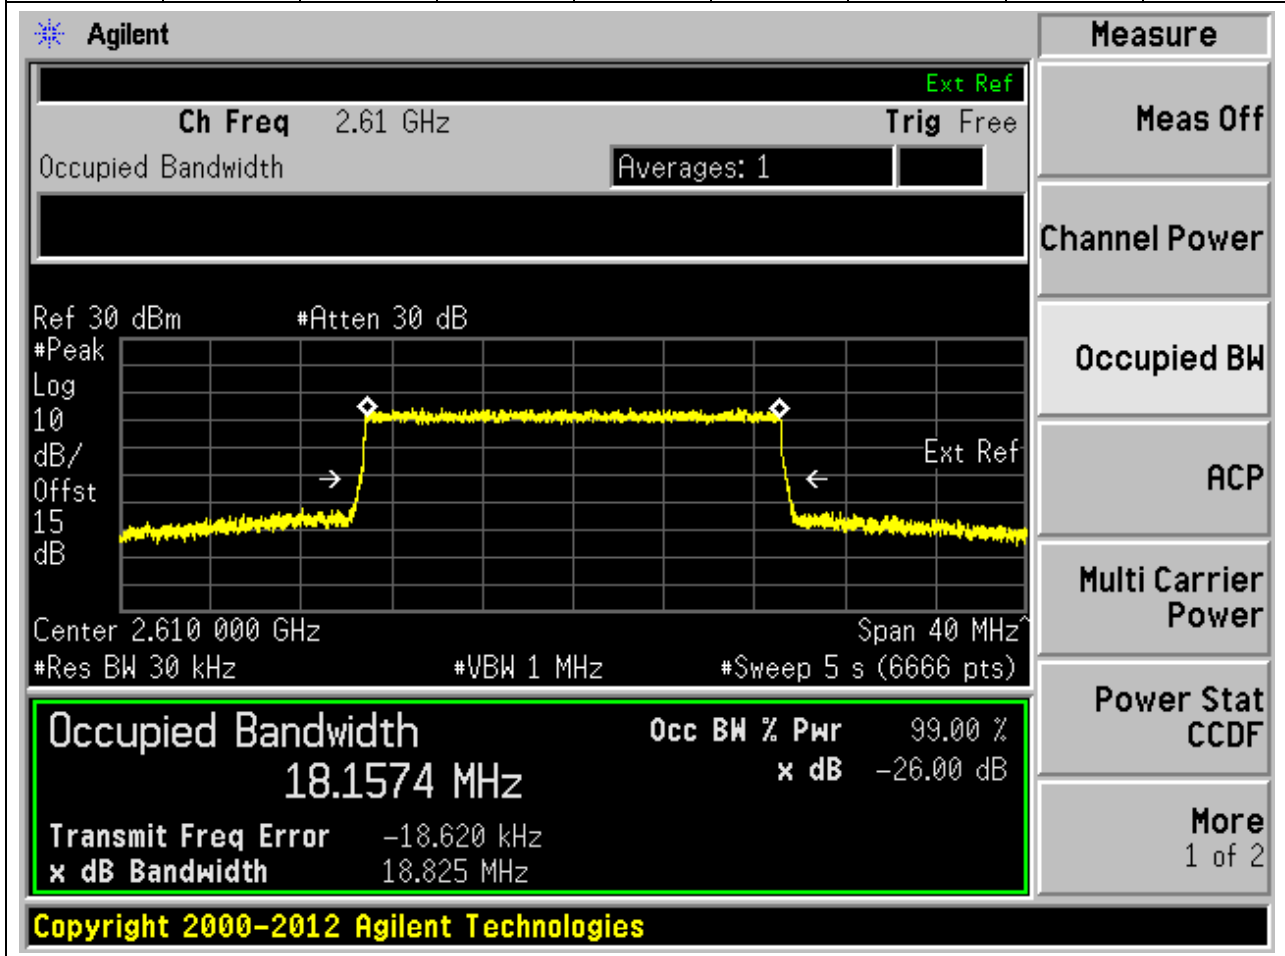 Agilent
Measure
Ext Ref
Ch Freq 2.61 GHz Trig Free
Meas Off
Occupied Bandwidth Averages: 1
Channel Power
Ref 30 dBm #Atten 30 dB
#Peak
Log
10
dB/
Offst
15
dB
Ext Ref
Occupied BW
ACP
Center 2.610 000 GHz Span 40 MHz^
#Res BW 30 kHz #VBW 1 MHz #Sweep 5 s (6666 pts)
Multi Carrier
Power
Occupied Bandwidth Occ BW % Pwr 99.00 %
18.1574 MHz x dB -26.00 dB
Transmit Freq Error -18.620 kHz
x dB Bandwidth 18.825 MHz
Power Stat
CCDF
More
1 of 2
Copyright 2000-2012 Agilent Technologies